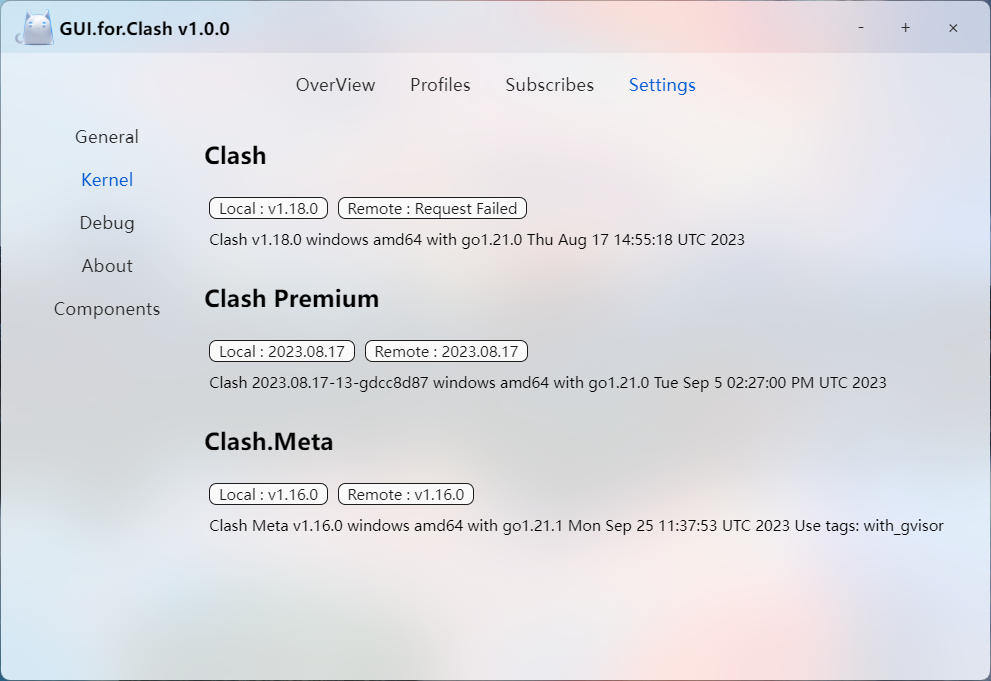 GUI.for.Clash v1.0.0
- + ×
OverView Profiles Subscribes Settings
General
Kernel
Debug
About
Components
Clash
Local : v1.18.0 Remote : Request Failed
Clash v1.18.0 windows amd64 with go1.21.0 Thu Aug 17 14:55:18 UTC 2023
Clash Premium
Local : 2023.08.17 Remote : 2023.08.17
Clash 2023.08.17-13-gdcc8d87 windows amd64 with go1.21.0 Tue Sep 5 02:27:00 PM UTC 2023
Clash.Meta
Local : v1.16.0 Remote : v1.16.0
Clash Meta v1.16.0 windows amd64 with go1.21.1 Mon Sep 25 11:37:53 UTC 2023 Use tags: with_gvisor